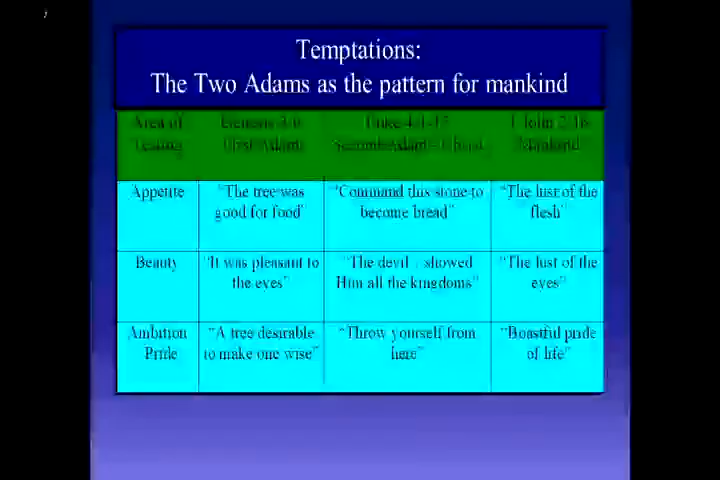 Temptations:
The Two Adams as the pattern for mankind
Area of Genesis 3:6 Luke 4:1-13 1 John 2:16
Testing First Adam Second Adam - Christ "Mankind"
Appetite "The tree was "Command this stone to "The lust of the
good for food" become bread" flesh"
Beauty "It was pleasant to "The devil showed "The lust of the
the eyes" Him all the kingdoms" eyes"
Ambition "A tree desirable "Throw yourself from "Boastful pride
Pride to make one wise" here" of life"